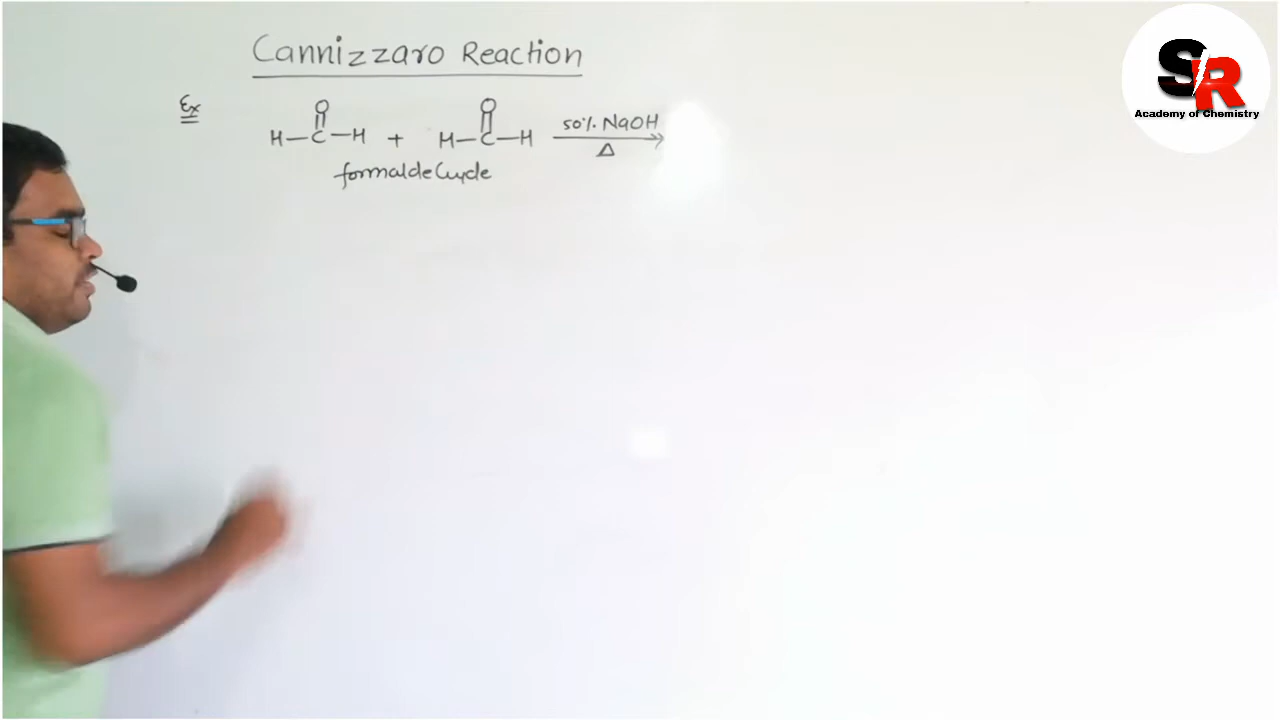 Cannizzaro Reaction
Ex
O O
H-C-H + H-C-H 50% NaOH
Δ
formaldehyde
SR
Academy of Chemistry